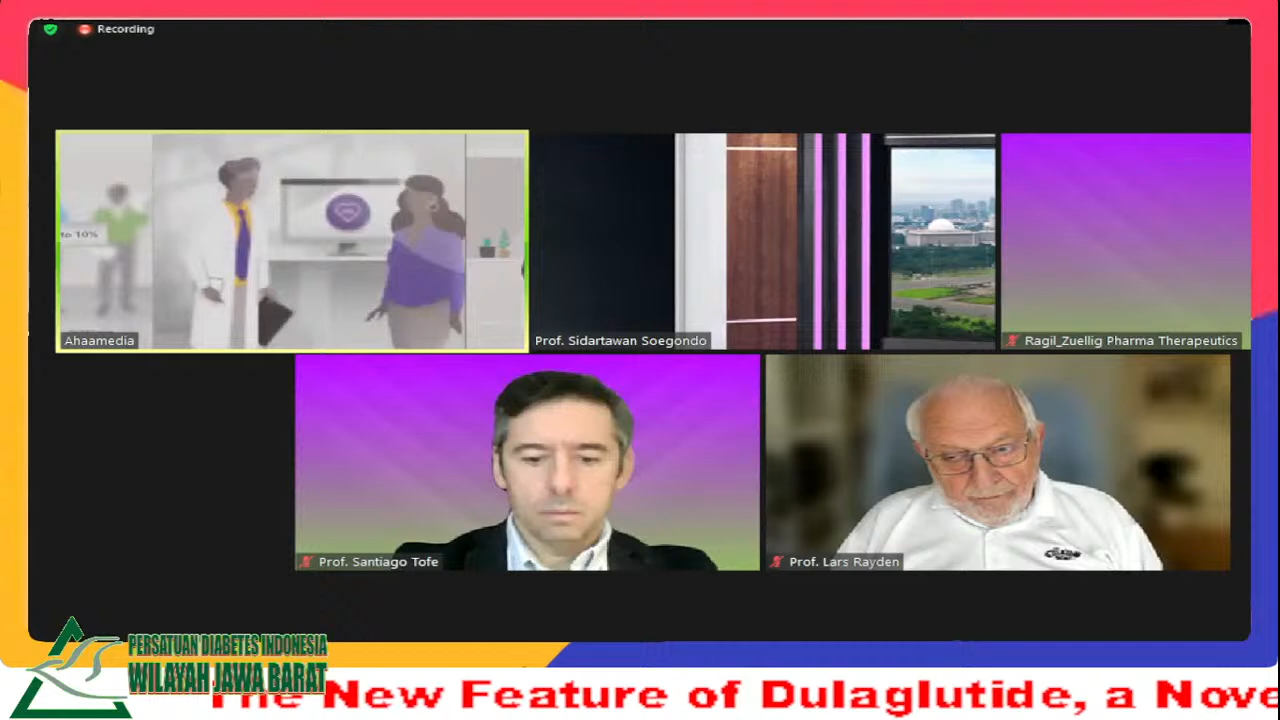 Recording
to 10%
Ahaamedia
Prof. Sidartawan Soegondo
Ragil_Zuellig Pharma Therapeutics
Prof. Santiago Tofe
Prof. Lars Rayden
PERSATUAN DIABETES INDONESIA
WILAYAH JAWA BARAT
The New Feature of Dulaglutide, a Nove